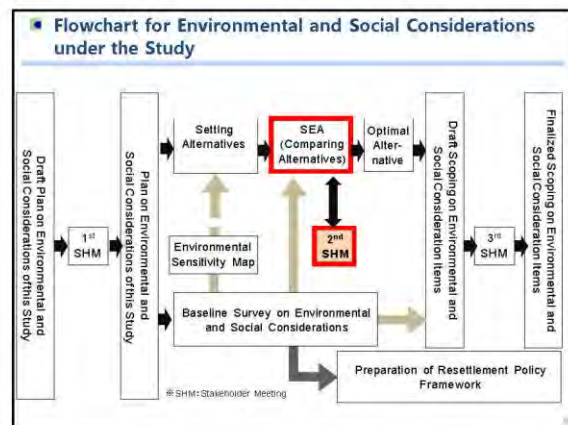 Flowchart for Environmental and Social Considerations
under the Study
Draft Plan on Environmental and
Social Considerations of this Study
1st
SHM
Plan on Environmental and
Social Considerations of this Study
Setting
Alternatives
SEA
(Comparing
Alternatives)
Optimal
Alter-
native
Environmental
Sensitivity Map
2nd
SHM
Baseline Survey on Environmental
and Social Considerations
Draft Scoping on Environmental and
Social Consideration Items
3rd
SHM
Finalized Scoping on Environmental and
Social Consideration Items
Preparation of Resettlement Policy
Framework
※SHM:Stakeholder Meeting